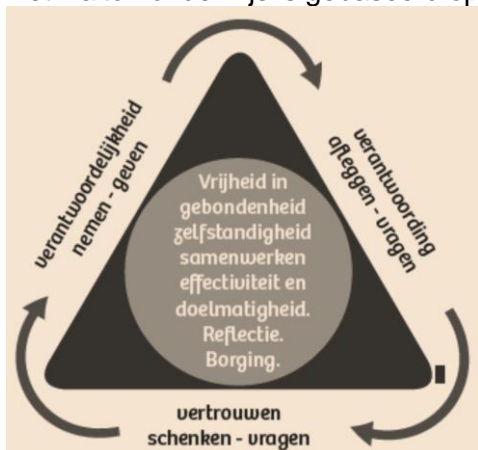 verantwoordelijkheid
nemen - geven
verantwoording
afleggen - vragen
Vrijheid in
gebondenheid
zelfstandigheid
samenwerken
effectiviteit en
doelmatigheid.
Reflectie.
Borging.
vertrouwen
schenken - vragen